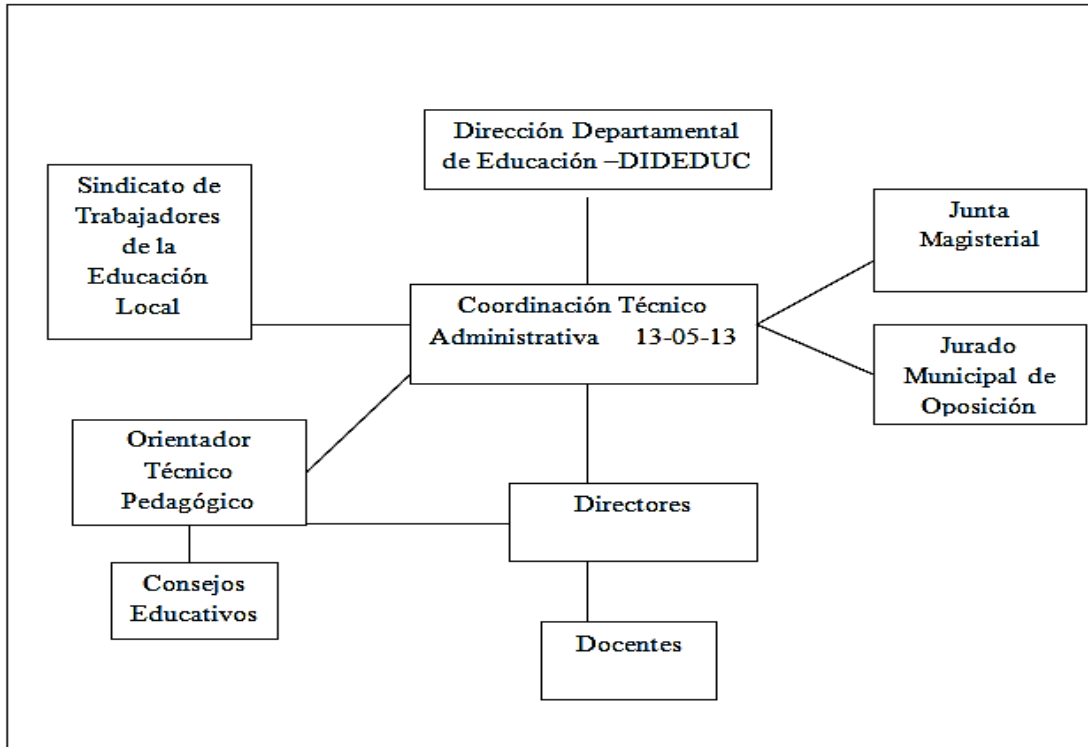 Dirección Departamental
de Educación –DIDEDUC
Sindicato de
Trabajadores
de la
Educación
Local
Junta
Magisterial
Coordinación Técnico
Administrativa 13-05-13
Jurado
Municipal de
Oposición
Orientador
Técnico
Pedagógico
Directores
Consejos
Educativos
Docentes